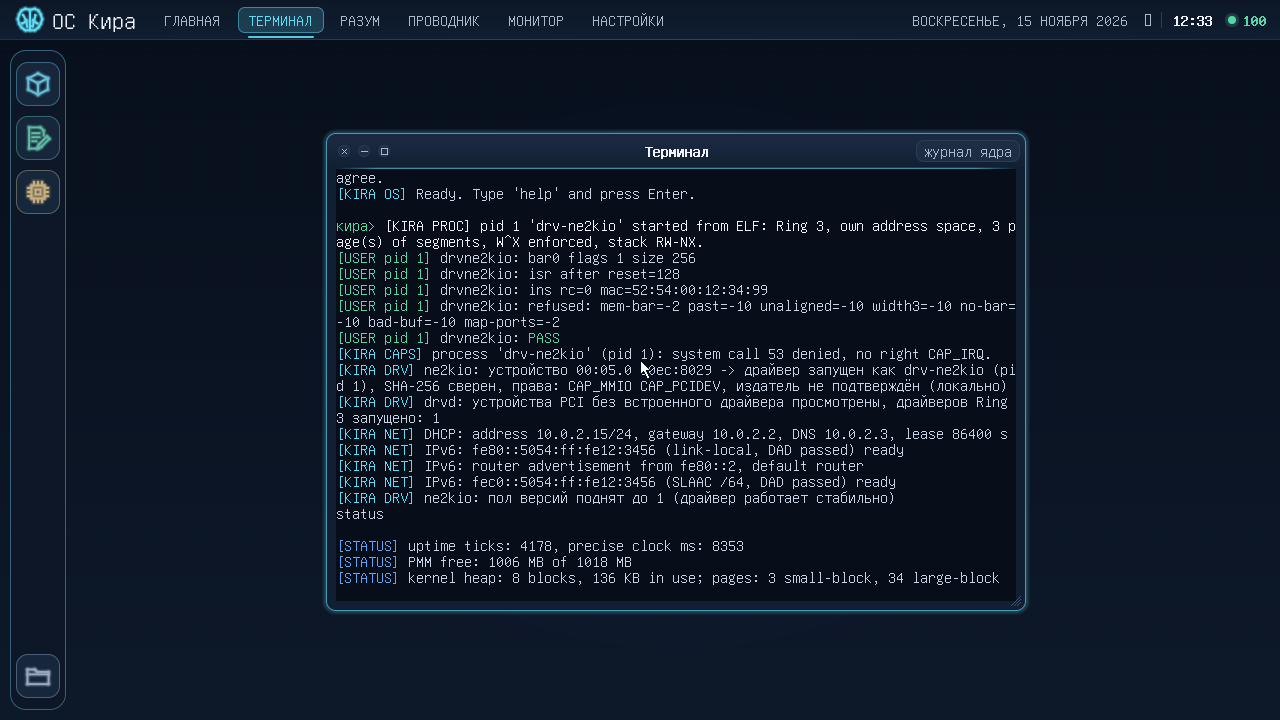 ОС Кира
ГЛАВНАЯ
ТЕРМИНАЛ
РАЗУМ
ПРОВОДНИК
МОНИТОР
НАСТРОЙКИ
ВОСКРЕСЕНЬЕ, 15 НОЯБРЯ 2026
12:33
100
Терминал
журнал ядра
agree.
[KIRA OS] Ready. Type 'help' and press Enter.
кира> [KIRA PROC] pid 1 'drv-ne2kio' started from ELF: Ring 3, own address space, 3 p
age(s) of segments, W^X enforced, stack RW-NX.
[USER pid 1] drvne2kio: bar0 flags 1 size 256
[USER pid 1] drvne2kio: isr after reset=128
[USER pid 1] drvne2kio: ins rc=0 mac=52:54:00:12:34:99
[USER pid 1] drvne2kio: refused: mem-bar=-2 past=-10 unaligned=-10 width3=-10 no-bar=
-10 bad-buf=-10 map-ports=-2
[USER pid 1] drvne2kio: PASS
[KIRA CAPS] process 'drv-ne2kio' (pid 1): system call 53 denied, no right CAP_IRQ.
[KIRA DRV] ne2kio: устройство 00:05.0 10ec:8029 -> драйвер запущен как drv-ne2kio (pi
d 1), SHA-256 сверен, права: CAP_MMIO CAP_PCIDEV, издатель не подтверждён (локально)
[KIRA DRV] drvd: устройства PCI без встроенного драйвера просмотрены, драйверов Ring
3 запущено: 1
[KIRA NET] DHCP: address 10.0.2.15/24, gateway 10.0.2.2, DNS 10.0.2.3, lease 86400 s
[KIRA NET] IPv6: fe80::5054:ff:fe12:3456 (link-local, DAD passed) ready
[KIRA NET] IPv6: router advertisement from fe80::2, default router
[KIRA NET] IPv6: fec0::5054:ff:fe12:3456 (SLAAC /64, DAD passed) ready
[KIRA DRV] ne2kio: пол версий поднят до 1 (драйвер работает стабильно)
status
[STATUS] uptime ticks: 4178, precise clock ms: 8353
[STATUS] PMM free: 1006 MB of 1018 MB
[STATUS] kernel heap: 8 blocks, 136 KB in use; pages: 3 small-block, 34 large-block